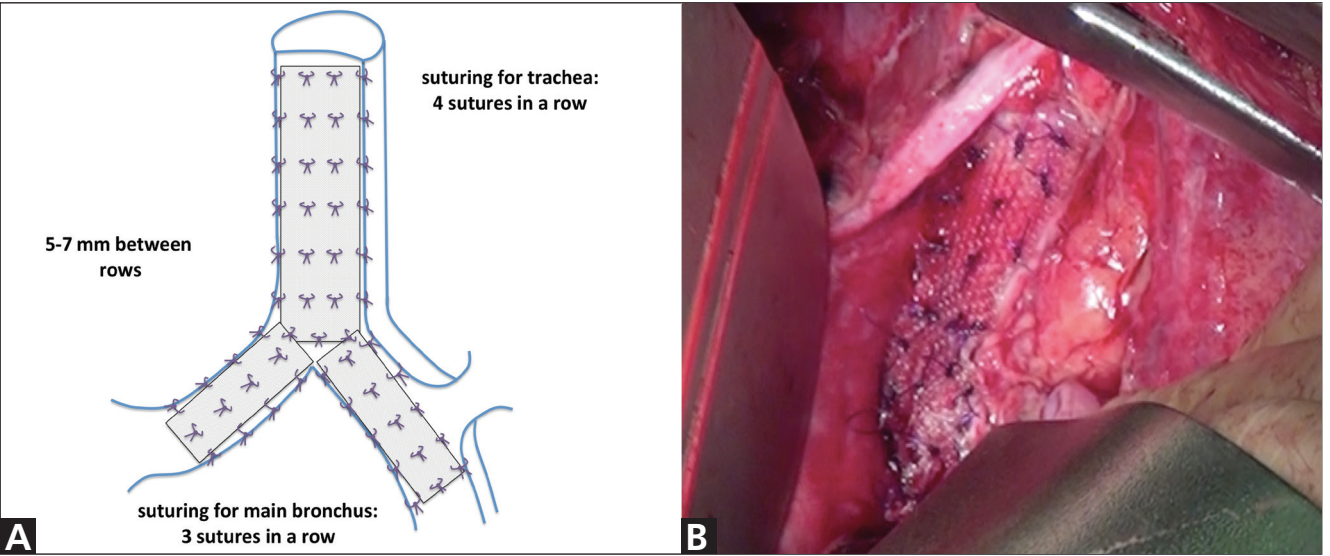 suturing for trachea:
4 sutures in a row
5-7 mm between
rows
suturing for main bronchus:
3 sutures in a row
A
B